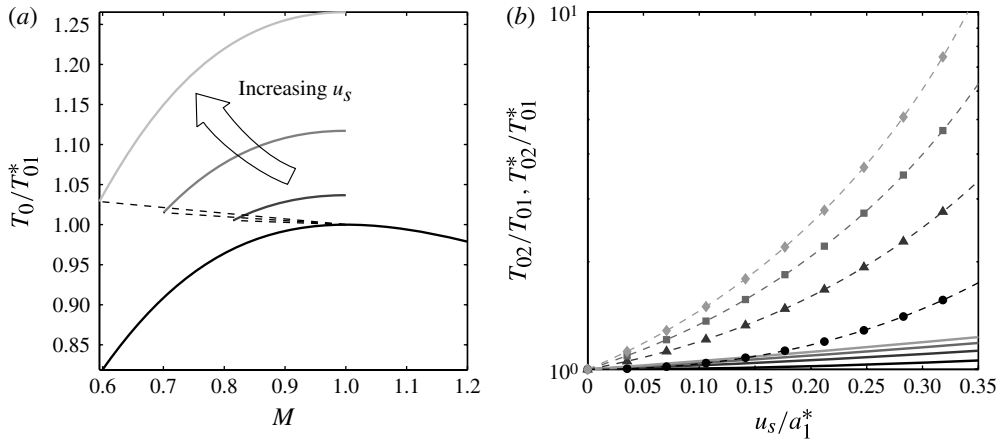 (a)
1.25
1.20
1.15
1.10
1.05
1.00
0.95
0.90
0.85
T₀/T*₀₁
Increasing uₛ
0.6 0.7 0.8 0.9 1.0 1.1 1.2
M
(b)
10¹
10⁰
T₀₂/T₀₁, T*₀₂/T*₀₁
0 0.05 0.10 0.15 0.20 0.25 0.30 0.35
uₛ/a*₁